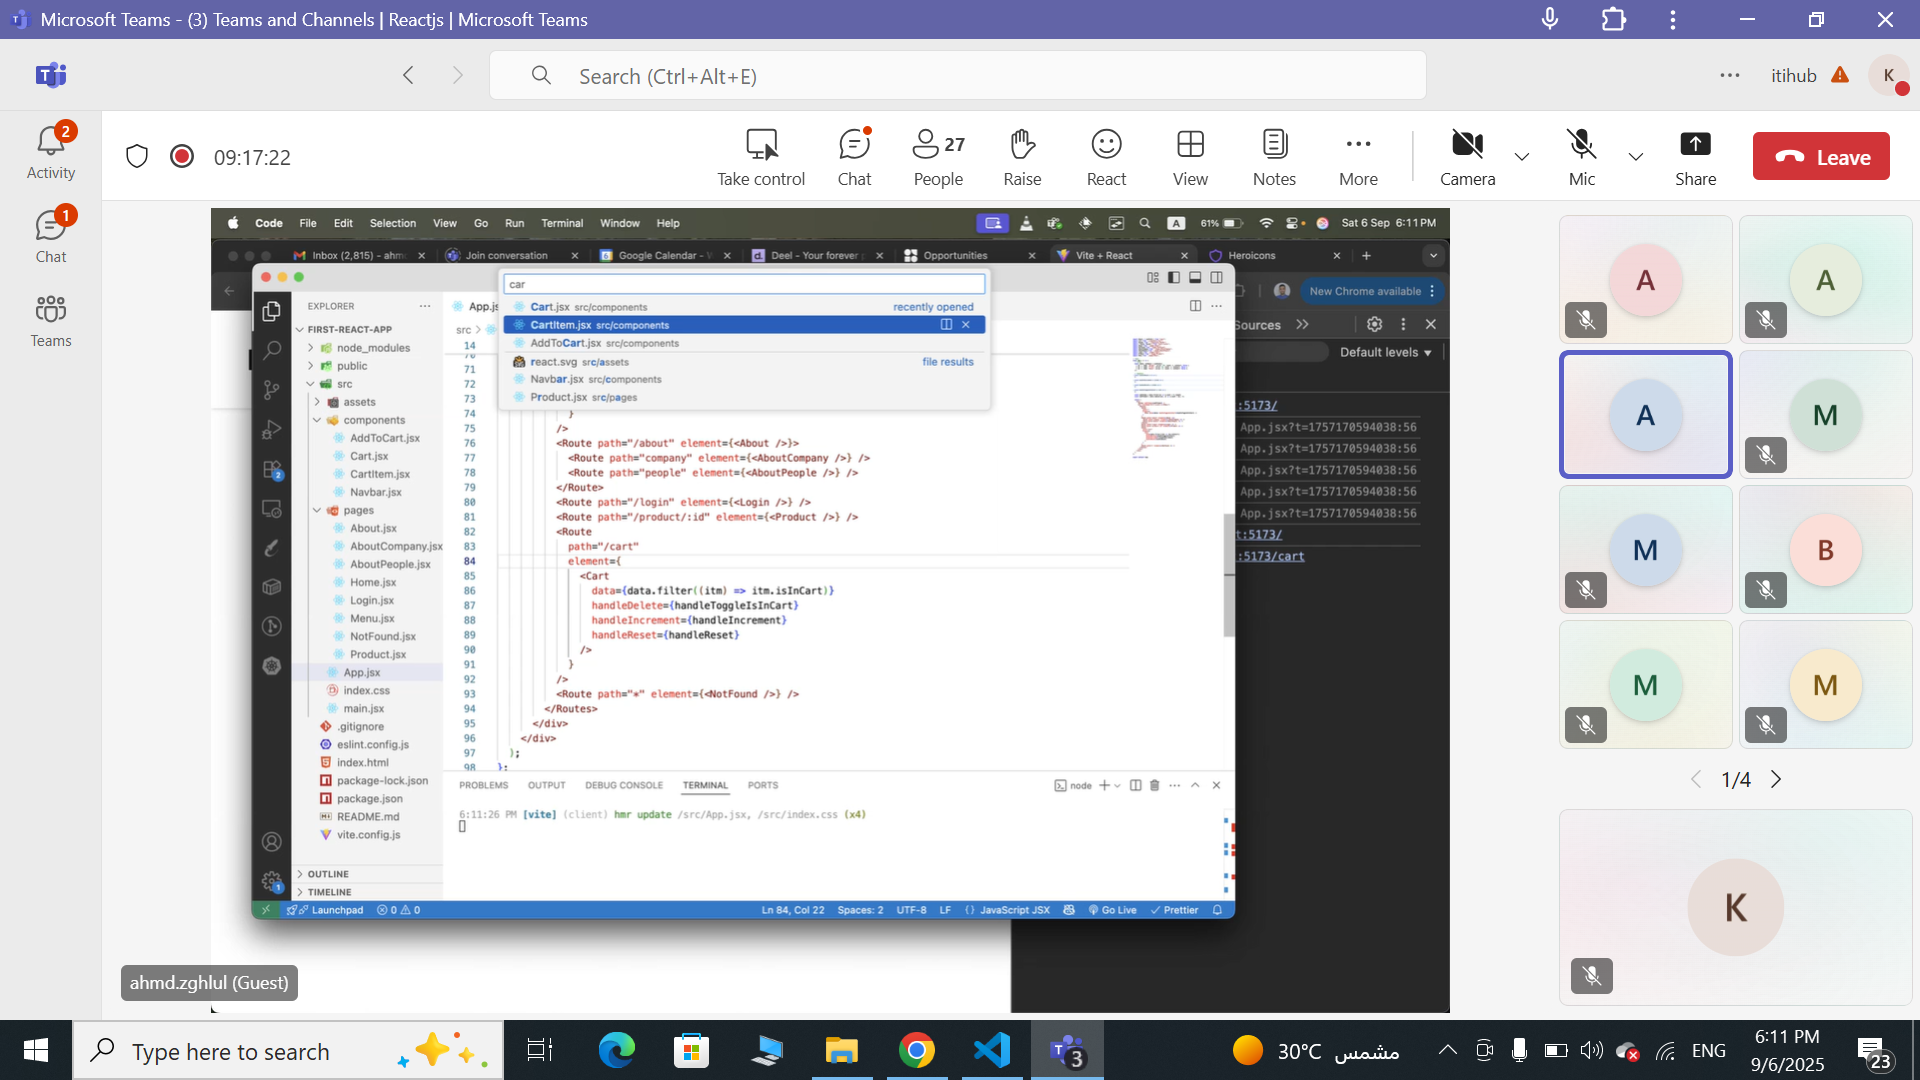 Microsoft Teams - (3) Teams and Channels | Reactjs | Microsoft Teams
Search (Ctrl+Alt+E)
itihub
K
2
Activity
1
Chat
Teams
09:17:22
Take control
Chat
27
People
Raise
React
View
Notes
More
Camera
Mic
Share
Leave
Code File Edit Selection View Go Run Terminal Window Help
A
61%
Sat 6 Sep 6:11 PM
Inbox (2,815) - ahm
Join conversation
Google Calendar - W
Deel - Your forever
Opportunities
Vite + React
Heroicons
New Chrome available
Sources
Default levels
:5173/
App.jsx?t=1757170594038:56
App.jsx?t=1757170594038:56
App.jsx?t=1757170594038:56
App.jsx?t=1757170594038:56
App.jsx?t=1757170594038:56
t:5173/
:5173/cart
EXPLORER
FIRST-REACT-APP
node_modules
public
src
assets
components
AddToCart.jsx
Cart.jsx
CartItem.jsx
Navbar.jsx
pages
About.jsx
AboutCompany.jsx
AboutPeople.jsx
Home.jsx
Login.jsx
Menu.jsx
NotFound.jsx
Product.jsx
App.jsx
index.css
main.jsx
.gitignore
eslint.config.js
index.html
package-lock.json
package.json
README.md
vite.config.js
OUTLINE
TIMELINE
2
1
App.js
src
car
Cart.jsx src/components recently opened
CartItem.jsx src/components
AddToCart.jsx src/components
react.svg src/assets file results
Navbar.jsx src/components
Product.jsx src/pages
14
71
72
73
74 }
75 />
76 <Route path="/about" element={<About />}>
77 <Route path="company" element={<AboutCompany />} />
78 <Route path="people" element={<AboutPeople />} />
79 </Route>
80 <Route path="/login" element={<Login />} />
81 <Route path="/product/:id" element={<Product />} />
82 <Route
83 path="/cart"
84 element={
85 <Cart
86 data={data.filter((itm) => itm.isInCart)}
87 handleDelete={handleToggleIsInCart}
88 handleIncrement={handleIncrement}
89 handleReset={handleReset}
90 />
91 }
92 />
93 <Route path="*" element={<NotFound />} />
94 </Routes>
95 </div>
96 </div>
97 );
98 };
PROBLEMS OUTPUT DEBUG CONSOLE TERMINAL PORTS
node
6:11:26 PM [vite] (client) hmr update /src/App.jsx, /src/index.css (x4)
Launchpad 0 0
Ln 84, Col 22 Spaces: 2 UTF-8 LF {} JavaScript JSX Go Live Prettier
ahmd.zghlul (Guest)
A
A
A
M
M
B
M
M
1/4
K
Type here to search
3
30°C مشمس
ENG
6:11 PM
9/6/2025
23